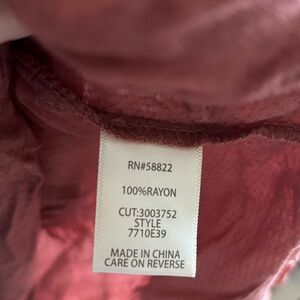 RN#58822
100%RAYON
CUT:3003752
STYLE
7710E39
MADE IN CHINA
CARE ON REVERSE